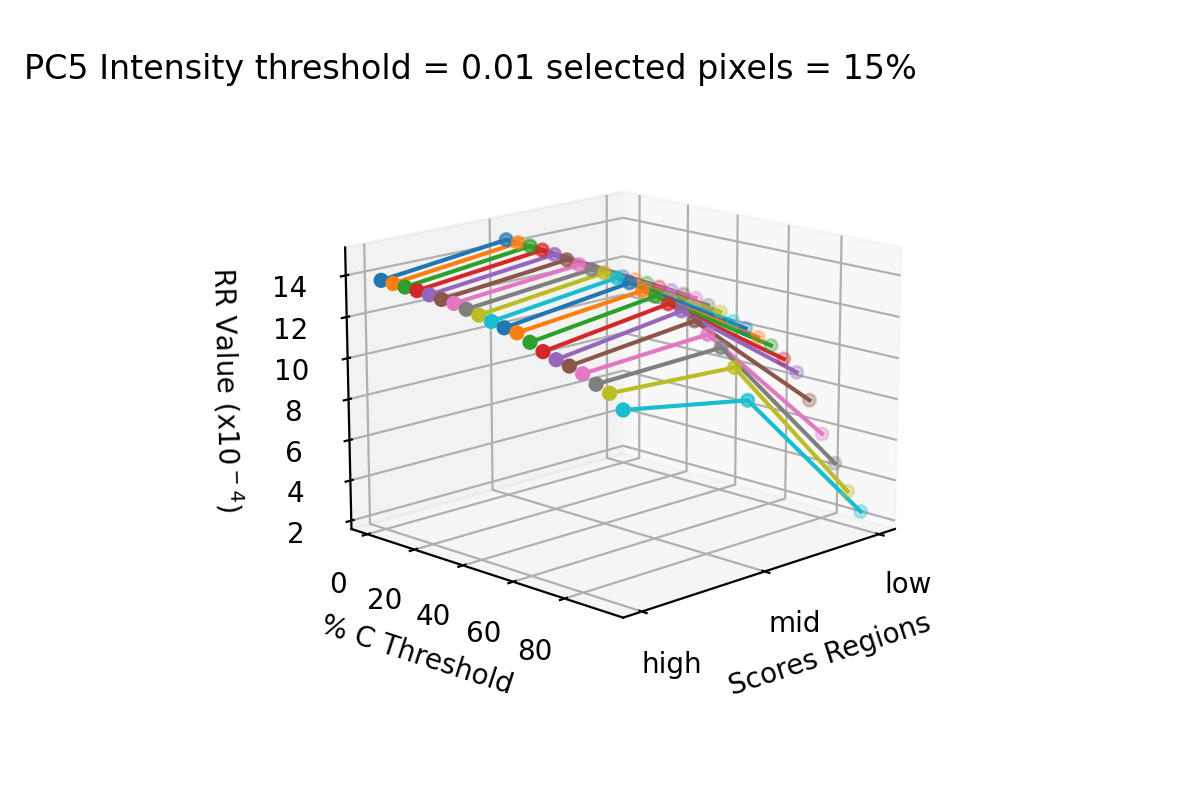 PC5 Intensity threshold = 0.01 selected pixels = 15%
RR Value (x10⁻⁴)
14
12
10
8
6
4
2
0
20
40
60
80
% C Threshold
high
mid
low
Scores Regions